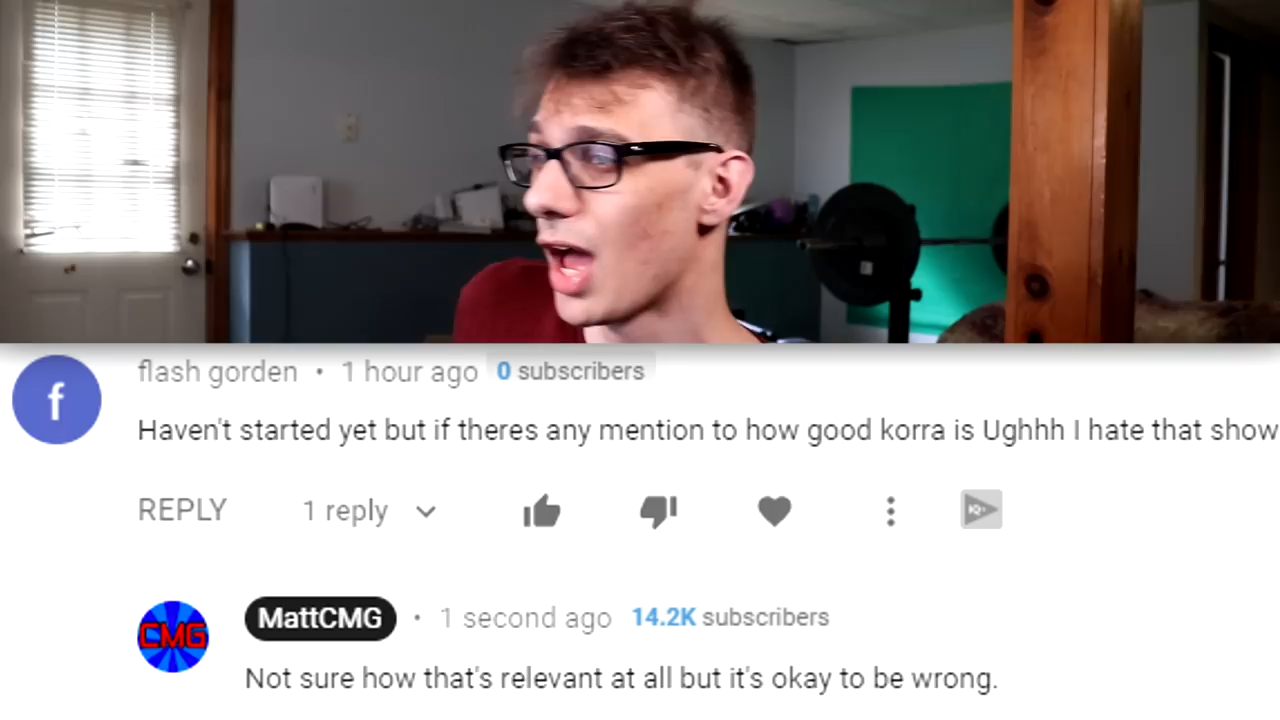 flash gorden • 1 hour ago 0 subscribers
f
Haven't started yet but if theres any mention to how good korra is Ughhh I hate that show
REPLY 1 reply
MattCMG • 1 second ago 14.2K subscribers
CMG
Not sure how that's relevant at all but it's okay to be wrong.